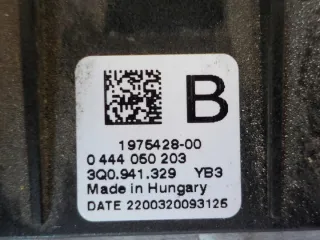 B
1975428-00
0 444 050 203
3Q0.941.329 YB3
Made in Hungary
DATE 2200320093125